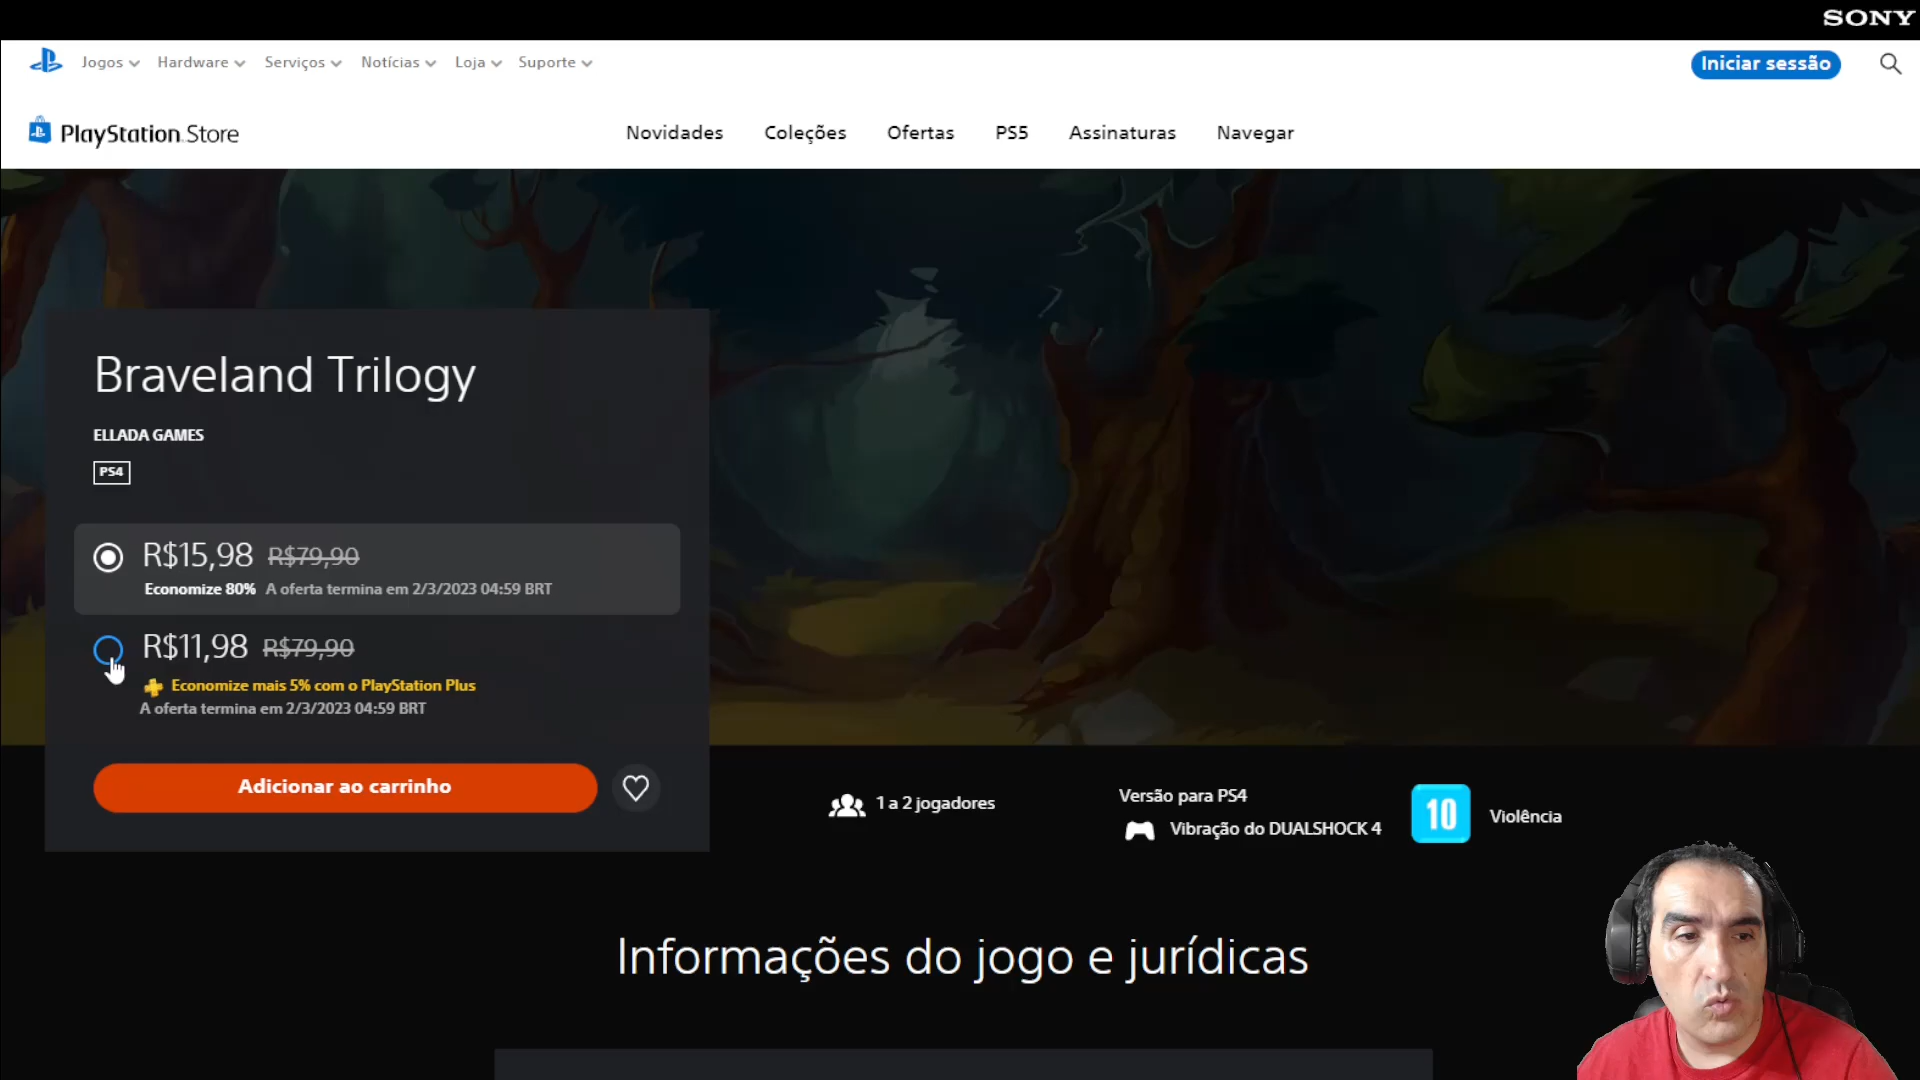 SONY
Jogos
Hardware
Serviços
Notícias
Loja
Suporte
Iniciar sessão
PlayStation Store
Novidades
Coleções
Ofertas
PS5
Assinaturas
Navegar
Braveland Trilogy
ELLADA GAMES
PS4
R$15,98 R$79,90
Economize 80% A oferta termina em 2/3/2023 04:59 BRT
R$11,98 R$79,90
Economize mais 5% com o PlayStation Plus
A oferta termina em 2/3/2023 04:59 BRT
Adicionar ao carrinho
1 a 2 jogadores
Versão para PS4
Vibração do DUALSHOCK 4
10
Violência
Informações do jogo e jurídicas